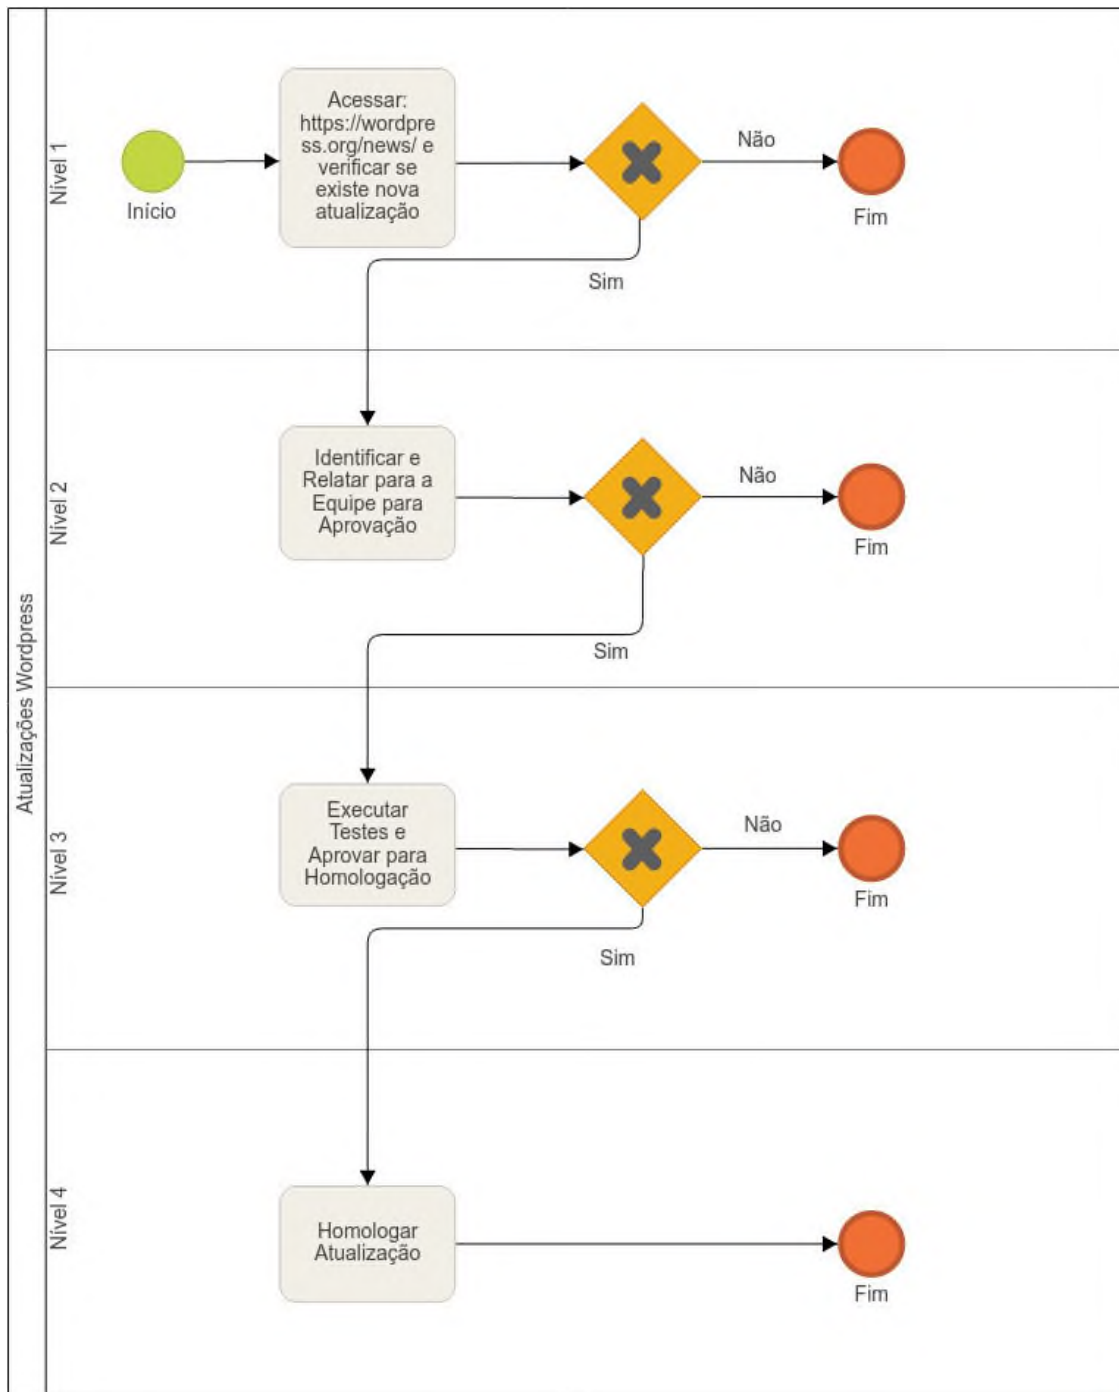 Atualizações Wordpress
Nível 1
Início
Acessar:
https://wordpre
ss.org/news/ e
verificar se
existe nova
atualização
Não
Fim
Sim
Nível 2
Identificar e
Relatar para a
Equipe para
Aprovação
Não
Fim
Sim
Nível 3
Executar
Testes e
Aprovar para
Homologação
Não
Fim
Sim
Nível 4
Homologar
Atualização
Fim